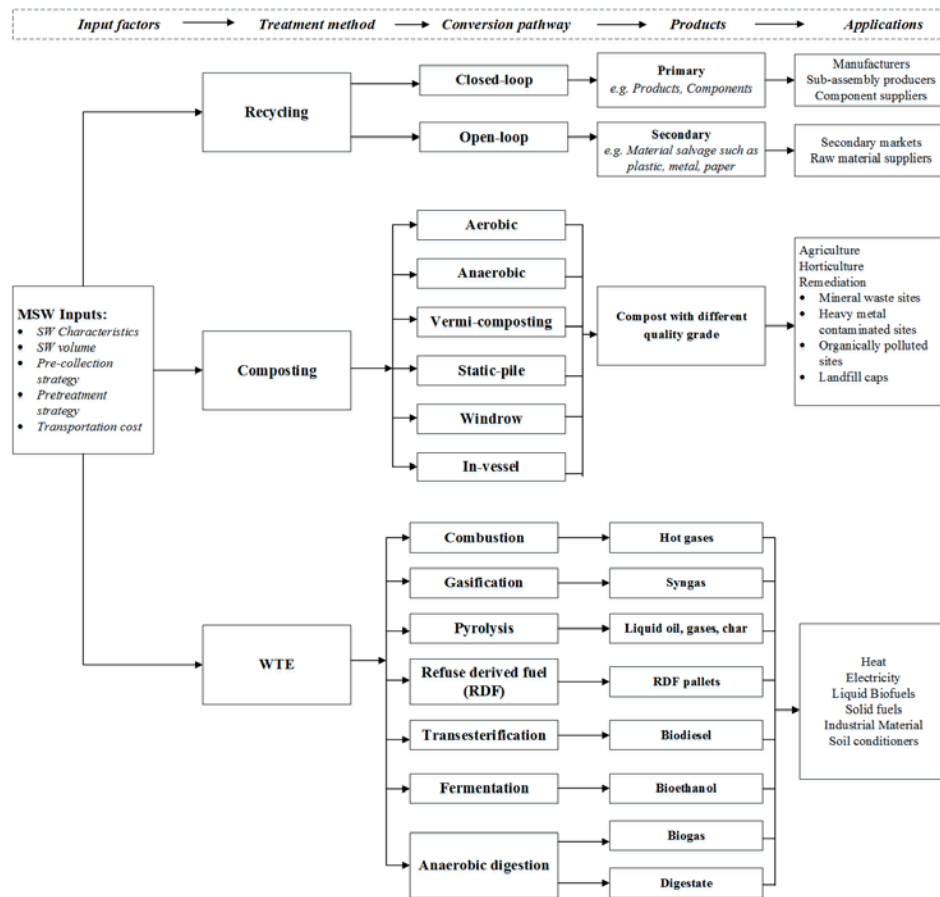 Input factors
Treatment method
Conversion pathway
Products
Applications
Recycling
Closed-loop
Primary
e.g. Products, Components
Manufacturers
Sub-assembly producers
Component suppliers
Open-loop
Secondary
e.g. Material salvage such as
plastic, metal, paper
Secondary markets
Raw material suppliers
MSW Inputs:
• SW Characteristics
• SW volume
• Pre-collection
strategy
• Pretreatment
strategy
• Transportation cost
Composting
Aerobic
Anaerobic
Vermi-composting
Static-pile
Windrow
In-vessel
Compost with different
quality grade
Agriculture
Horticulture
Remediation
• Mineral waste sites
• Heavy metal
contaminated sites
• Organically polluted
sites
• Landfill caps
WTE
Combustion
Hot gases
Gasification
Syngas
Pyrolysis
Liquid oil, gases, char
Refuse derived fuel
(RDF)
RDF pallets
Transesterification
Biodiesel
Fermentation
Bioethanol
Anaerobic digestion
Biogas
Digestate
Heat
Electricity
Liquid Biofuels
Solid fuels
Industrial Material
Soil conditioners